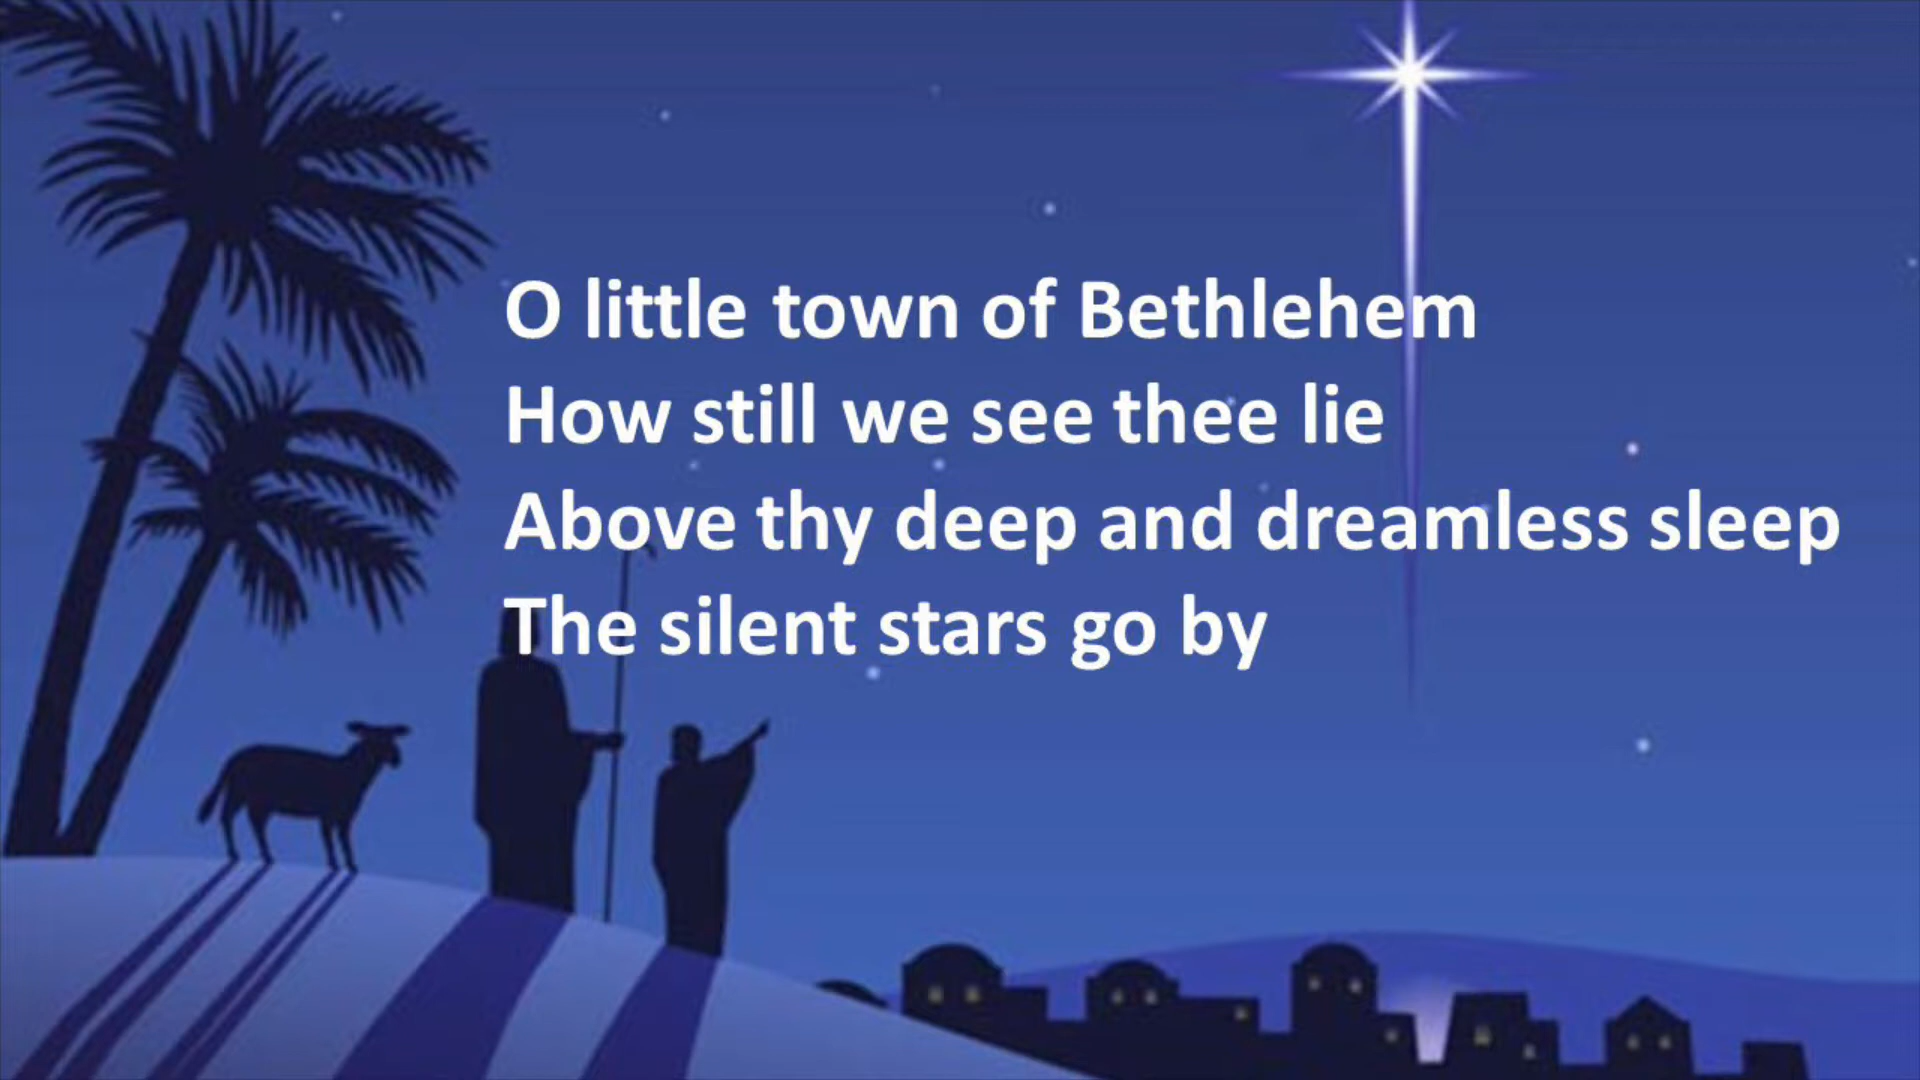 O little town of Bethlehem
How still we see thee lie
Above thy deep and dreamless sleep
The silent stars go by